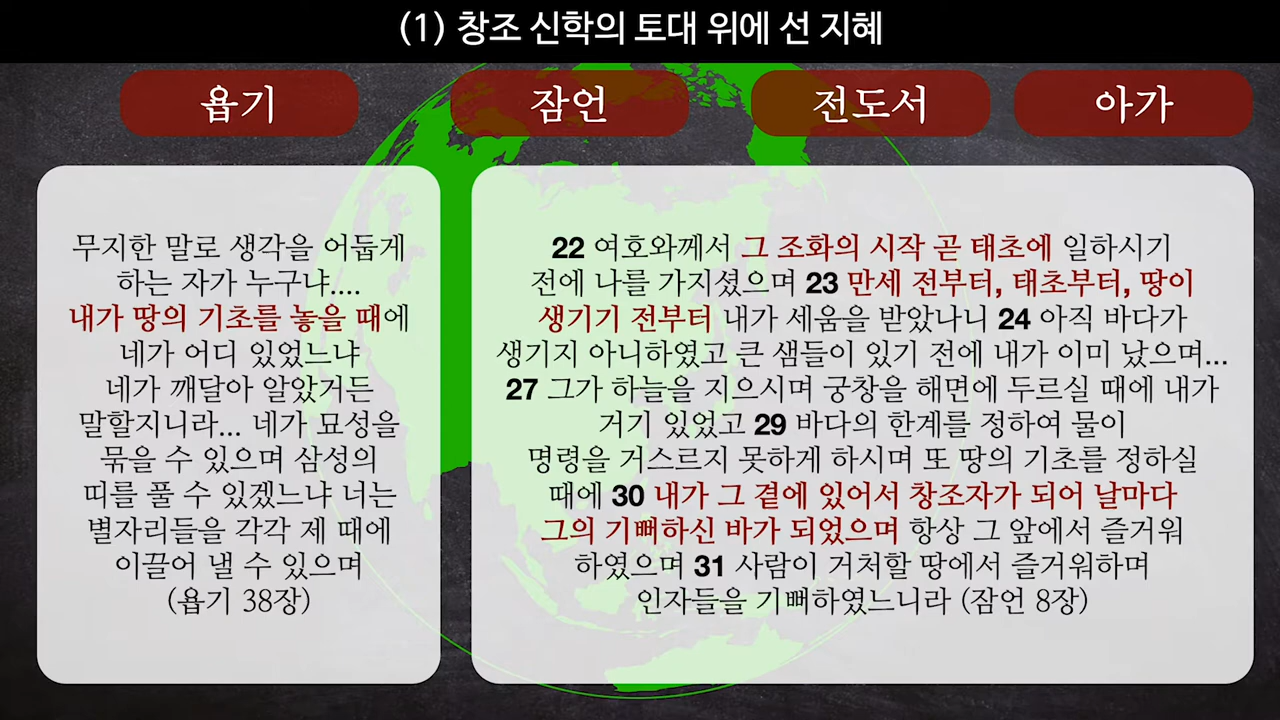 (1) 창조 신학의 토대 위에 선 지혜
욥기
잠언
전도서
아가
무지한 말로 생각을 어둡게
하는 자가 누구냐....
내가 땅의 기초를 놓을 때에
네가 어디 있었느냐
네가 깨달아 알았거든
말할지니라... 네가 묘성을
묶을 수 있으며 삼성의
띠를 풀 수 있겠느냐 너는
별자리들을 각각 제 때에
이끌어 낼 수 있으며
(욥기 38장)
22 여호와께서 그 조화의 시작 곧 태초에 일하시기
전에 나를 가지셨으며 23 만세 전부터, 태초부터, 땅이
생기기 전부터 내가 세움을 받았나니 24 아직 바다가
생기지 아니하였고 큰 샘들이 있기 전에 내가 이미 났으며...
27 그가 하늘을 지으시며 궁창을 해면에 두르실 때에 내가
거기 있었고 29 바다의 한계를 정하여 물이
명령을 거스르지 못하게 하시며 또 땅의 기초를 정하실
때에 30 내가 그 곁에 있어서 창조자가 되어 날마다
그의 기뻐하신 바가 되었으며 항상 그 앞에서 즐거워
하였으며 31 사람이 거처할 땅에서 즐거워하며
인자들을 기뻐하였느니라 (잠언 8장)